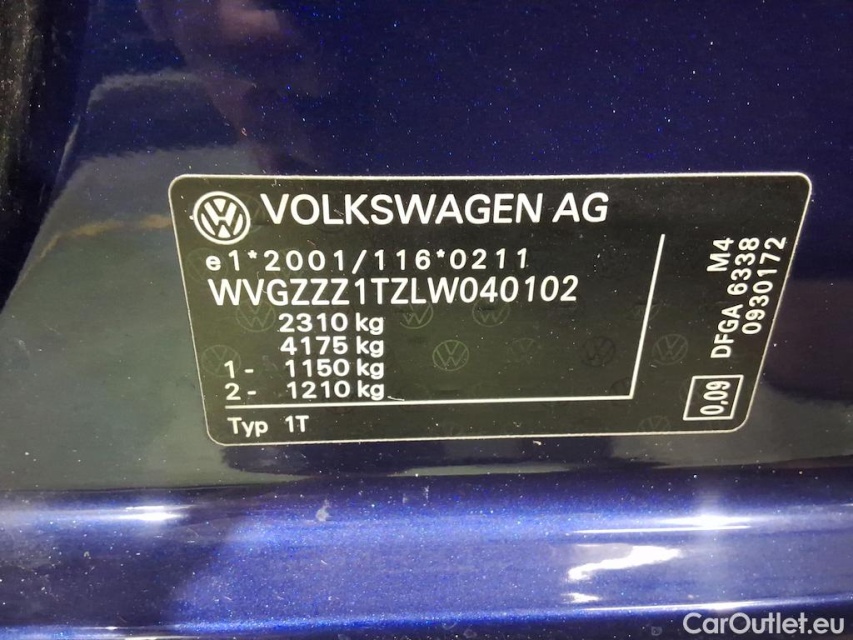 VOLKSWAGEN AG
e1*2001/116*0211
WVGZZZ1TZLW040102
2310 kg
4175 kg
1- 1150 kg
2- 1210 kg
Typ 1T
M4
DFGA 6338
0930172
0.09
CarOutlet.eu